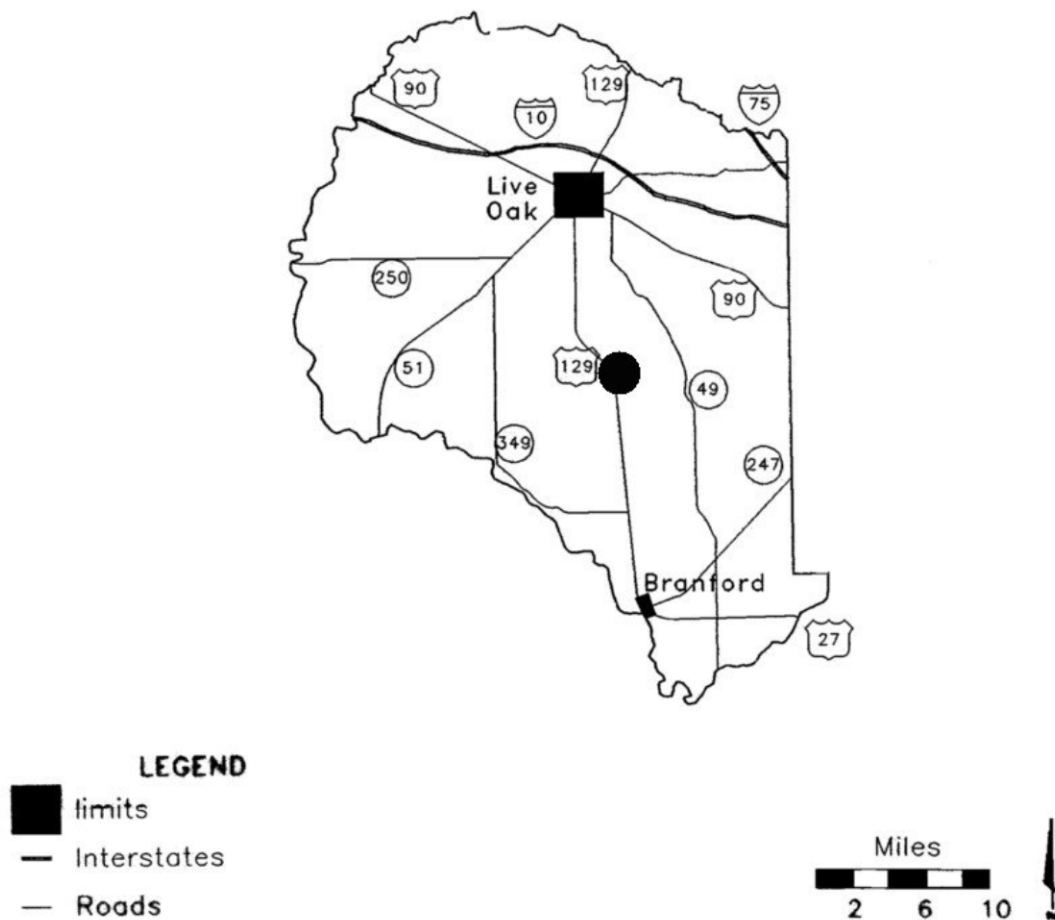 90
129
10
75
Live
Oak
250
90
129
51
49
349
247
Branford
27
LEGEND
limits
Interstates
Roads
Miles
2 6 10